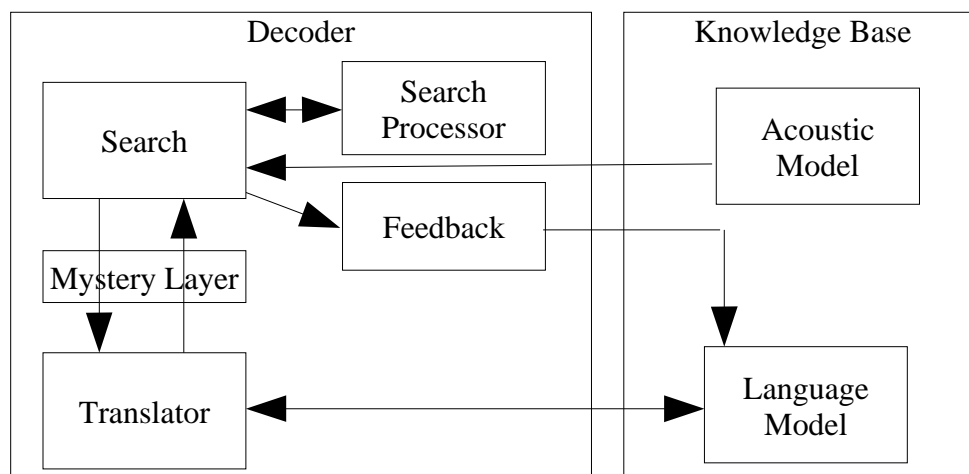 Decoder
Knowledge Base
Search
Search
Processor
Acoustic
Model
Feedback
Mystery Layer
Translator
Language
Model